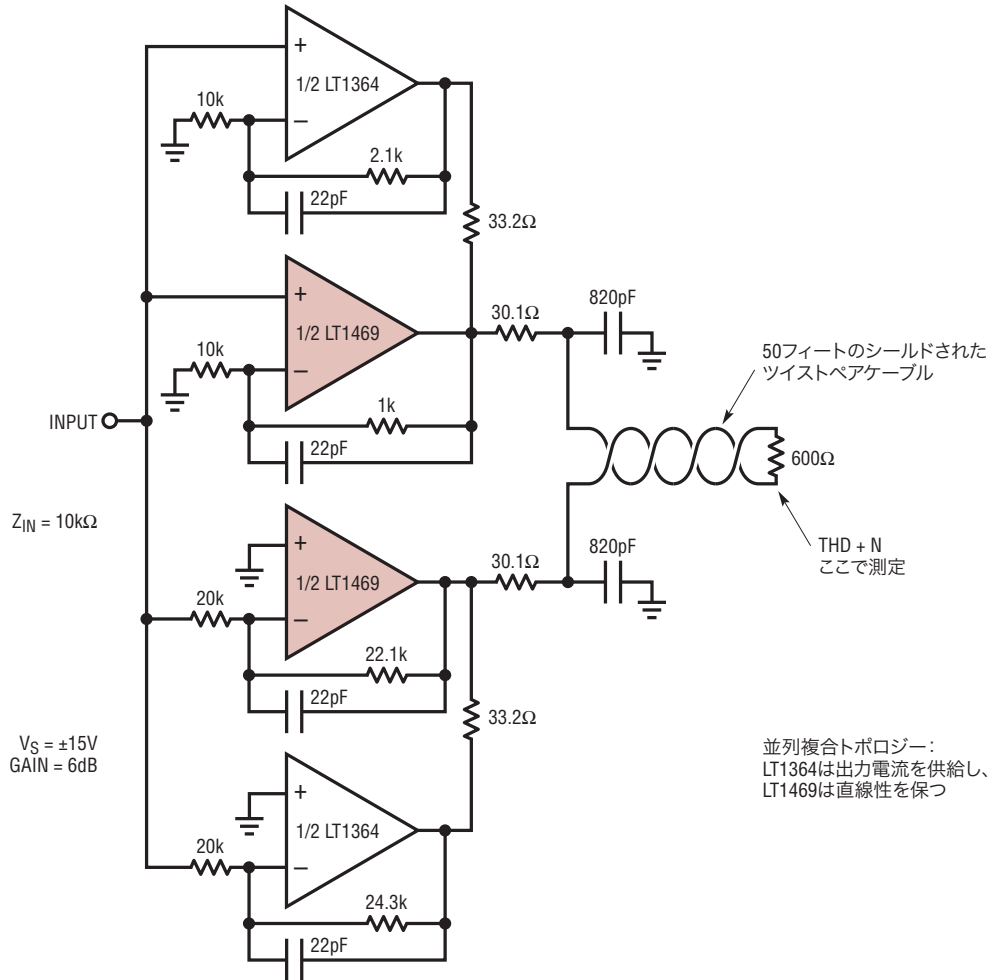 +
1/2 LT1364
10k
−
2.1k
22pF
33.2Ω
+
1/2 LT1469
30.1Ω
820pF
10k
−
50フィートのシールドされた
ツイストペアケーブル
1k
INPUT
22pF
600Ω
ZIN = 10kΩ
+
1/2 LT1469
30.1Ω
820pF
THD + N
ここで測定
20k
−
22.1k
22pF
33.2Ω
VS = ±15V
GAIN = 6dB
並列複合トポロジー：
LT1364は出力電流を供給し、
LT1469は直線性を保つ
+
1/2 LT1364
20k
−
24.3k
22pF